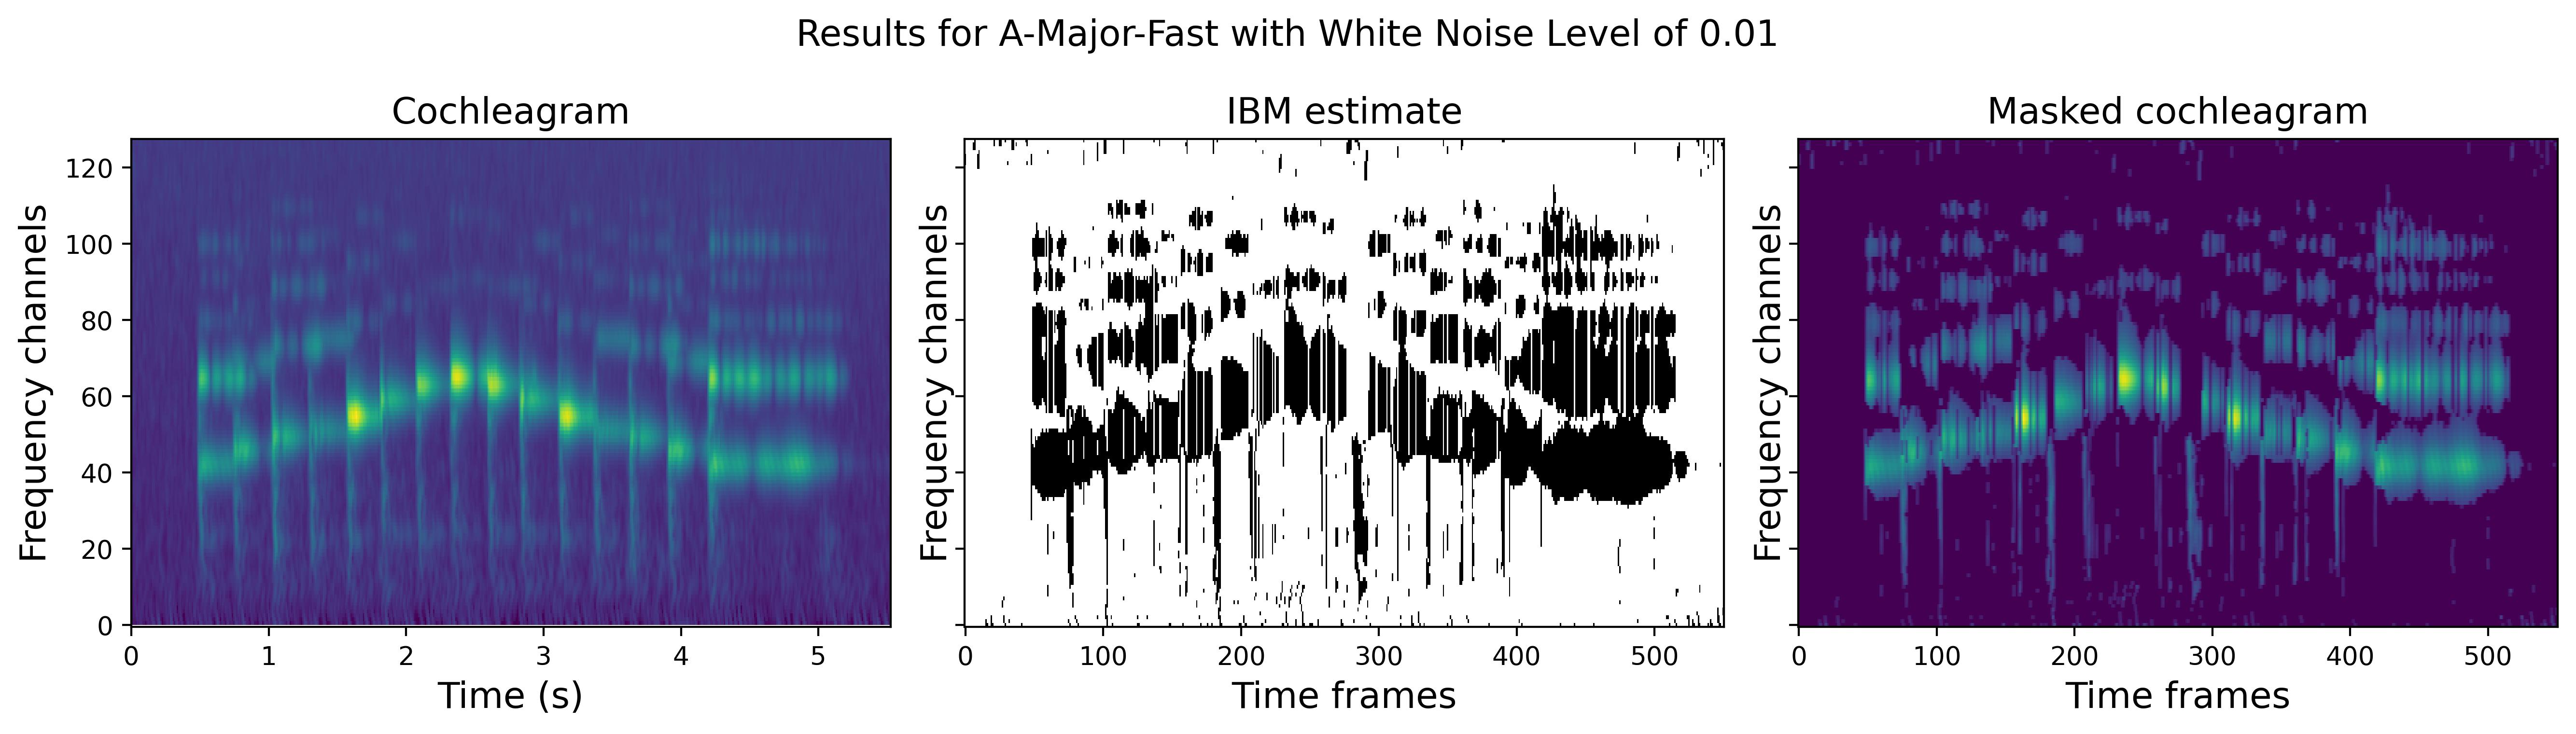 Results for A-Major-Fast with White Noise Level of 0.01
Cochleagram
Frequency channels
120
100
80
60
40
20
0
0 1 2 3 4 5
Time (s)
IBM estimate
Frequency channels
0 100 200 300 400 500
Time frames
Masked cochleagram
Frequency channels
0 100 200 300 400 500
Time frames